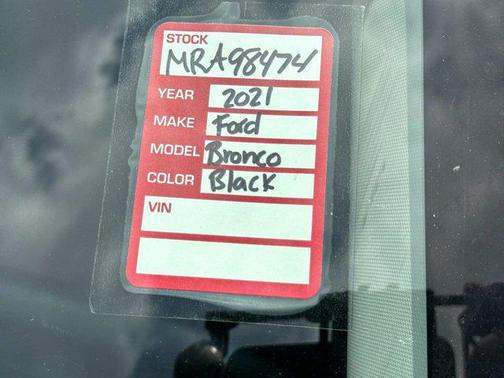 STOCK
MRA98474
YEAR 2021
MAKE Ford
MODEL Bronco
COLOR Black
VIN